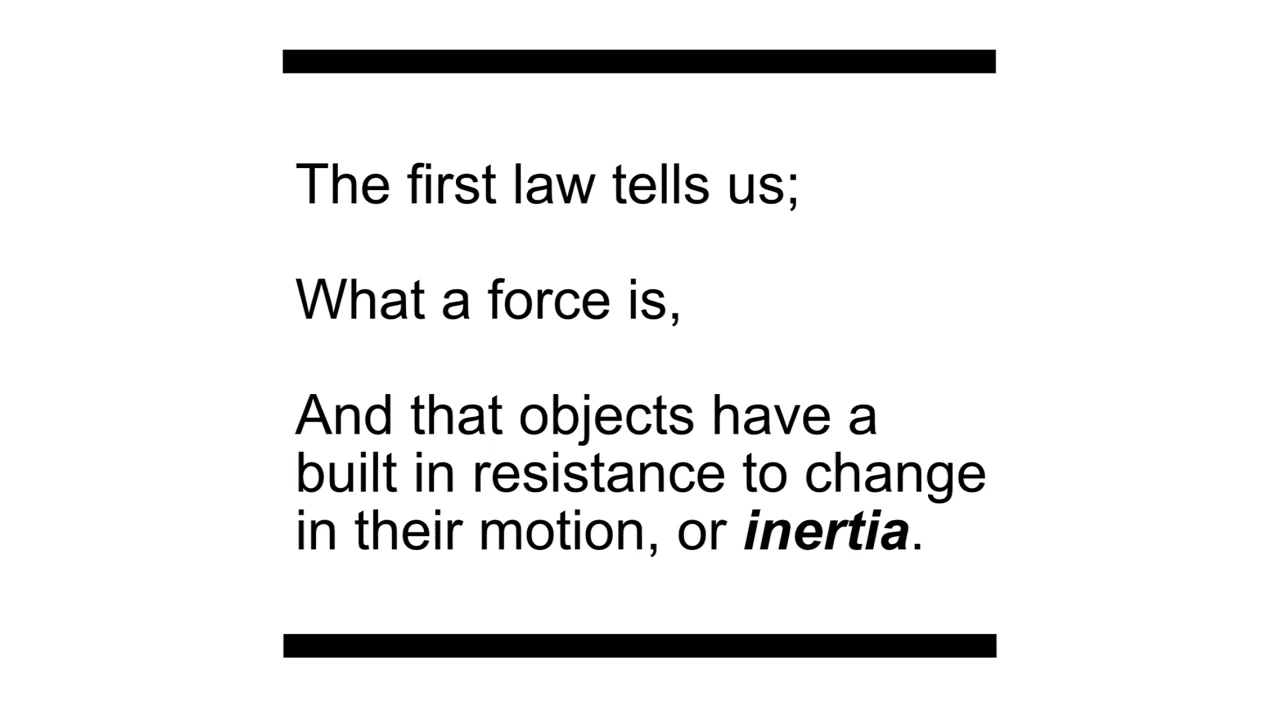 The first law tells us;
What a force is,
And that objects have a
built in resistance to change
in their motion, or inertia.